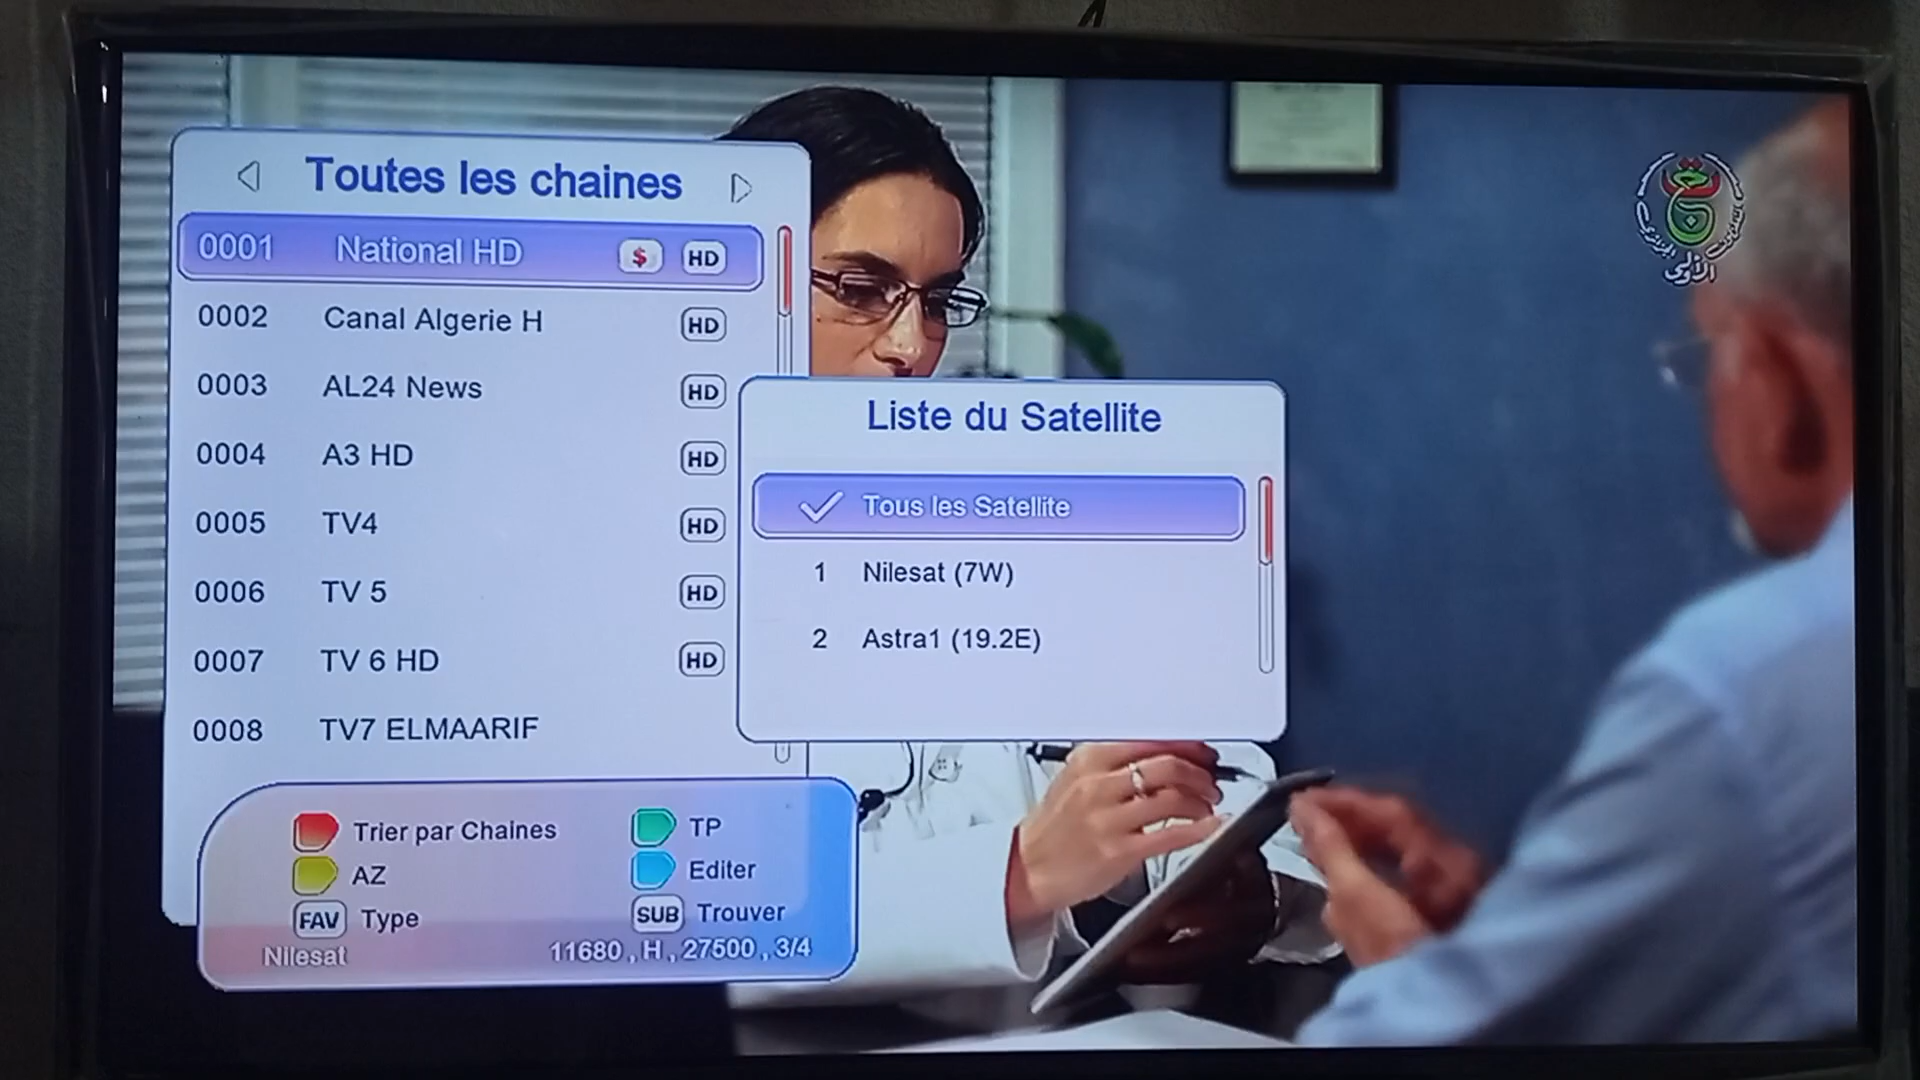 Toutes les chaines
0001 National HD $ HD
0002 Canal Algerie H HD
0003 AL24 News HD
0004 A3 HD HD
0005 TV4 HD
0006 TV 5 HD
0007 TV 6 HD HD
0008 TV7 ELMAARIF
Liste du Satellite
Tous les Satellite
1 Nilesat (7W)
2 Astra1 (19.2E)
Trier par Chaines TP
AZ Editer
FAV Type SUB Trouver
Nilesat 11680 , H , 27500 , 3/4
الأولى